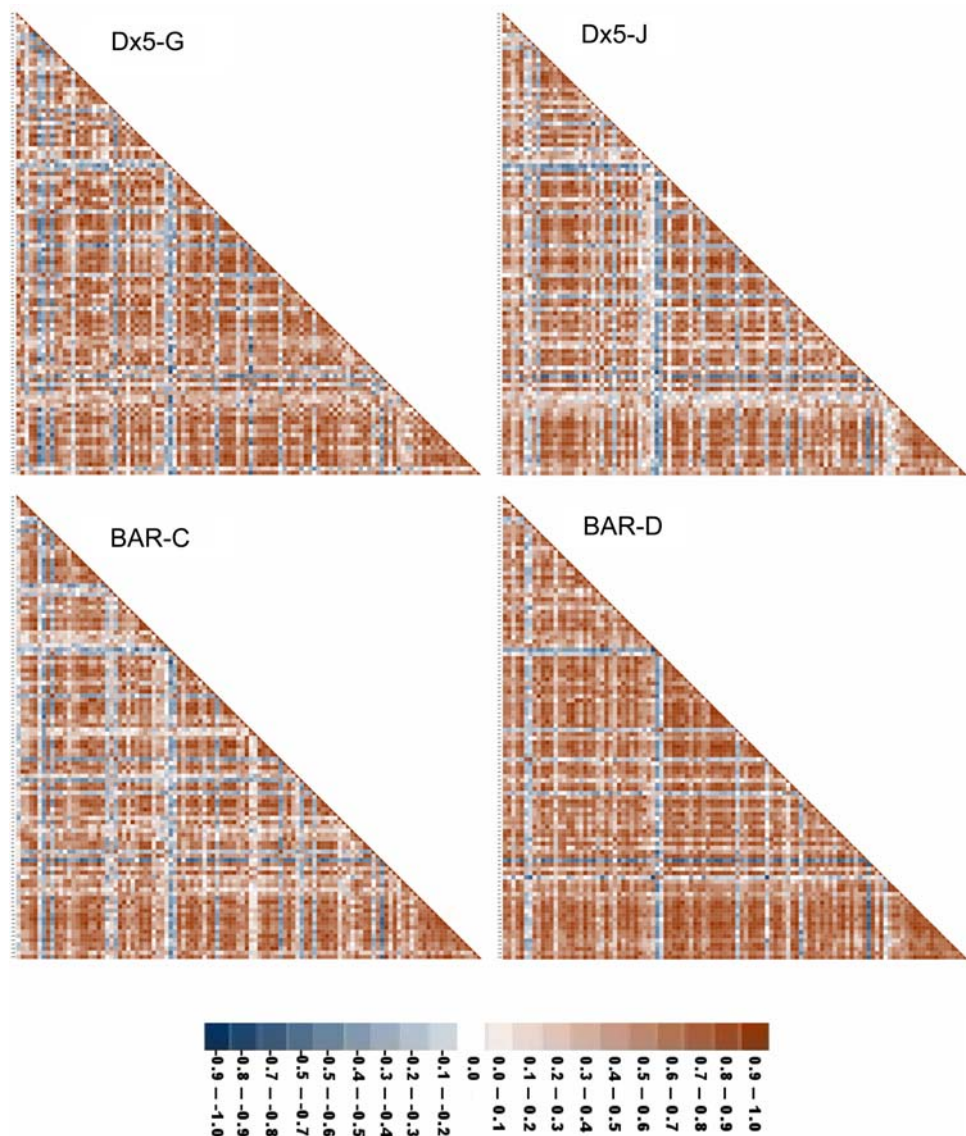 Dx5-G
Dx5-J
BAR-C
BAR-D
-0.9 — -1.0
-0.8 — -0.9
-0.7 — -0.8
-0.5 — -0.7
-0.5 — -0.6
-0.4 — -0.5
-0.3 — -0.4
-0.2 — -0.3
-0.1 — -0.2
0.0
0.0 — 0.1
0.1 — 0.2
0.2 — 0.3
0.3 — 0.4
0.4 — 0.5
0.5 — 0.6
0.6 — 0.7
0.7 — 0.8
0.8 — 0.9
0.9 — 1.0